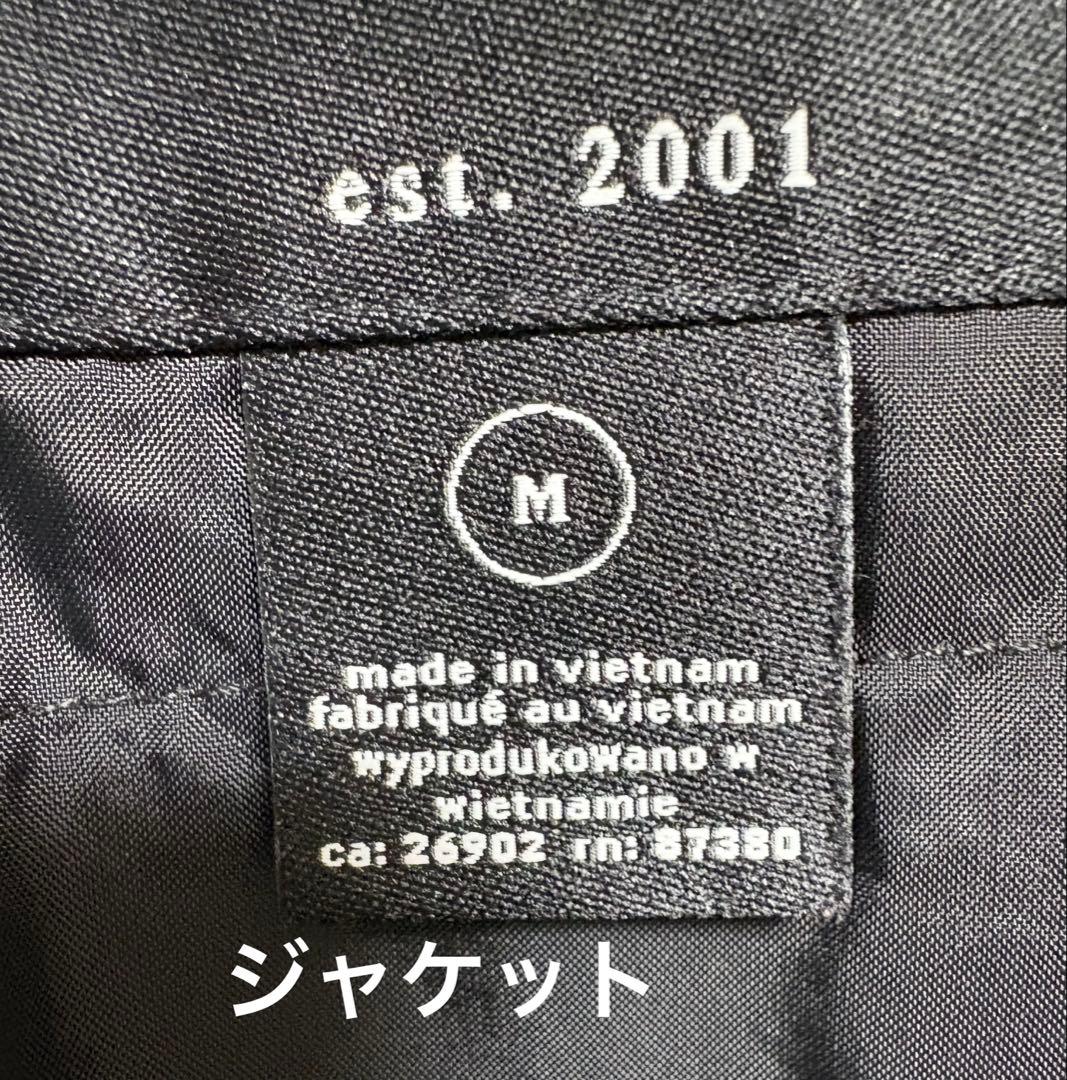 est. 2001
M
made in vietnam
fabriqué au vietnam
wyprodukowano w
wietnamie
ca: 26902 rn: 87380
ジャケット